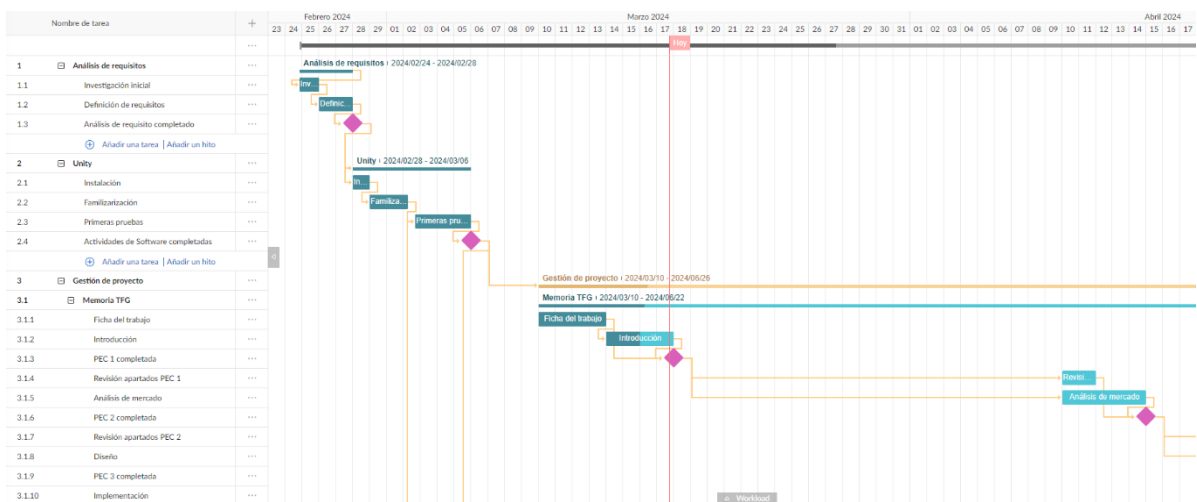 Febrero 2024 Marzo 2024 Abril 2024
Nombre de tarea
23 24 25 26 27 28 29 01 02 03 04 05 06 07 08 09 10 11 12 13 14 15 16 17 18 19 20 21 22 23 24 25 26 27 28 29 30 31 01 02 03 04 05 06 07 08 09 10 11 12 13 14 15 16 17
Hoy
1 Análisis de requisitos Análisis de requisitos 2024/02/24 - 2024/02/28
1.1 Investigación inicial Inv...
1.2 Definición de requisitos Definic...
1.3 Análisis de requisito completado
Añadir una tarea | Añadir un hito
2 Unity Unity 2024/02/28 - 2024/03/06
2.1 Instalación In...
2.2 Familizarización Familiza...
2.3 Primeras pruebas Primeras pru...
2.4 Actividades de Software completadas
Añadir una tarea | Añadir un hito
3 Gestión de proyecto Gestión de proyecto 2024/03/10 - 2024/06/26
3.1 Memoria TFG Memoria TFG 2024/03/10 - 2024/06/22
3.1.1 Ficha del trabajo Ficha del trabajo
3.1.2 Introducción Introducción
3.1.3 PEC 1 completada
3.1.4 Revisión apartados PEC 1
3.1.5 Análisis de mercado Análisis de mercado
3.1.6 PEC 2 completada
3.1.7 Revisión apartados PEC 2
3.1.8 Diseño
3.1.9 PEC 3 completada
3.1.10 Implementación Workload